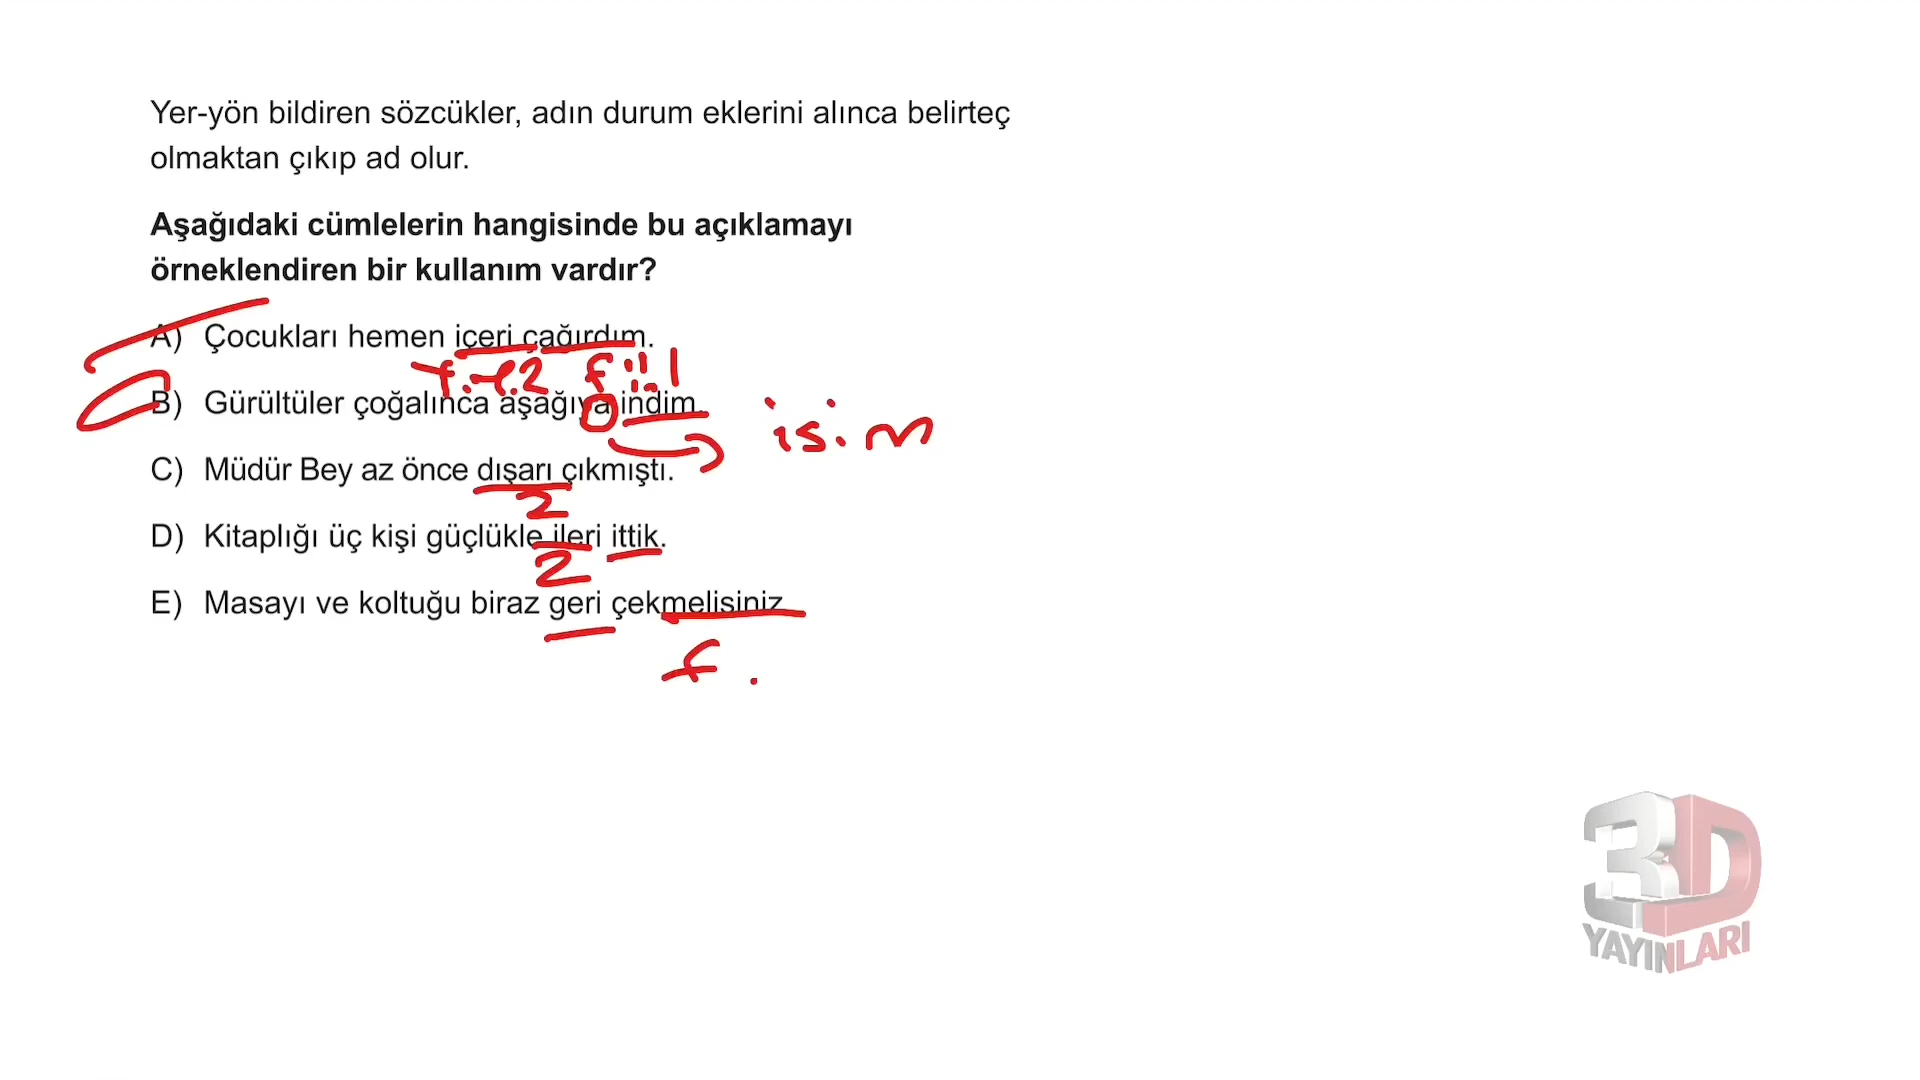 Yer-yön bildiren sözcükler, adın durum eklerini alınca belirteç
olmaktan çıkıp ad olur.
Aşağıdaki cümlelerin hangisinde bu açıklamayı
örneklendiren bir kullanım vardır?
A) Çocukları hemen içeri çağırdım.
B) Gürültüler çoğalınca aşağıya indim.
isim
C) Müdür Bey az önce dışarı çıkmıştı.
D) Kitaplığı üç kişi güçlükle ileri ittik.
E) Masayı ve koltuğu biraz geri çekmelisiniz.
f.
3D
YAYINLARI